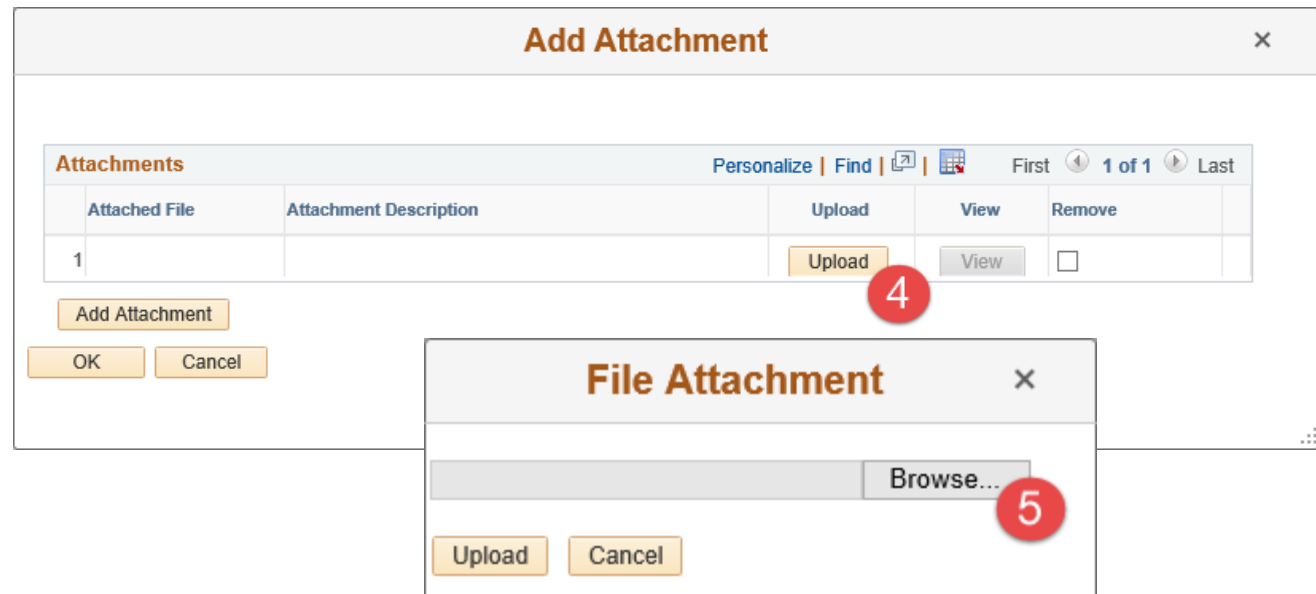 Add Attachment ×
Attachments Personalize | Find | | First 1 of 1 Last
Attached File Attachment Description Upload View Remove
1 Upload View
4
Add Attachment
OK Cancel
File Attachment ×
Browse...
5
Upload Cancel